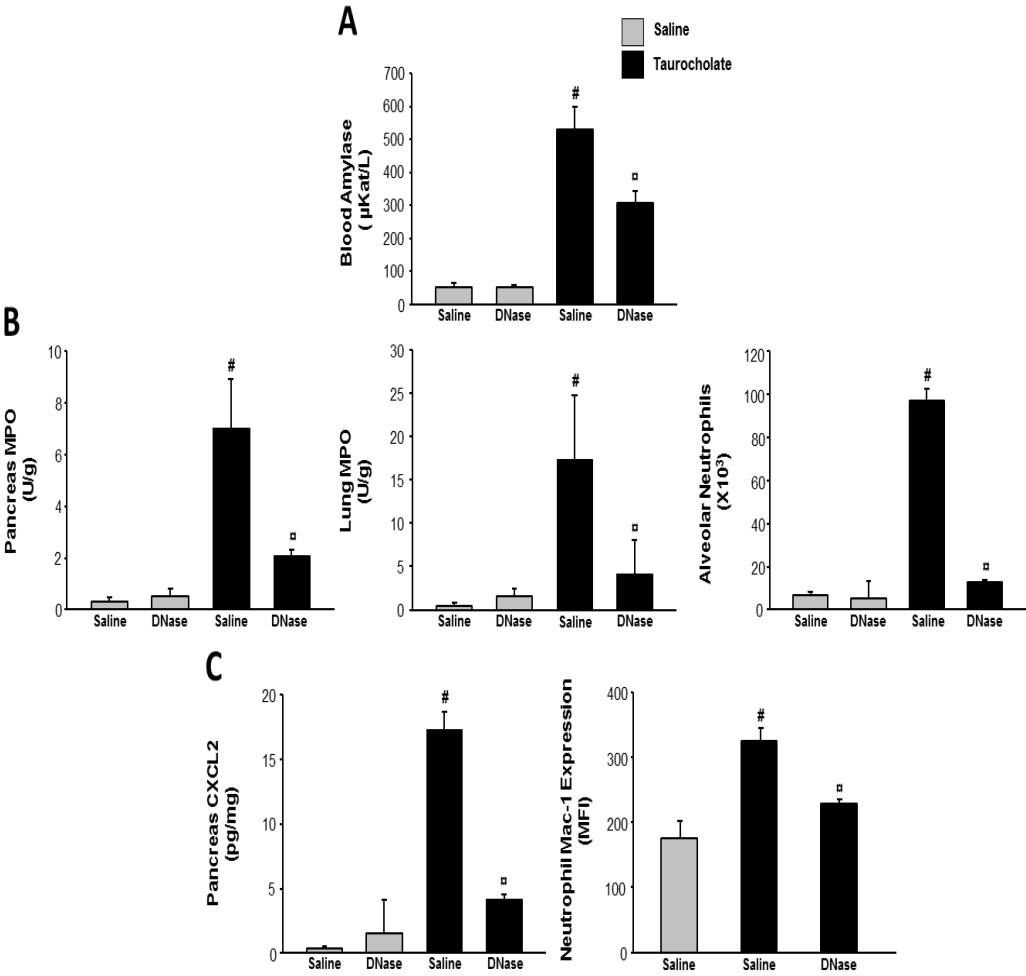 A
Saline
Taurocholate
Blood Amylase
( µKat/L)
700
600
500
400
300
200
100
0
#
¤
Saline DNase Saline DNase
B
Pancreas MPO
(U/g)
10
8
6
4
2
0
#
¤
Saline DNase Saline DNase
Lung MPO
(U/g)
30
25
20
15
10
5
0
#
¤
Saline DNase Saline DNase
Alveolar Neutrophils
(X10³)
120
100
80
60
40
20
0
#
¤
Saline DNase Saline DNase
C
Pancreas CXCL2
(pg/mg)
20
15
10
5
0
#
¤
Saline DNase Saline DNase
Neutrophil Mac-1 Expression
(MFI)
400
300
200
100
0
#
¤
Saline Saline DNase